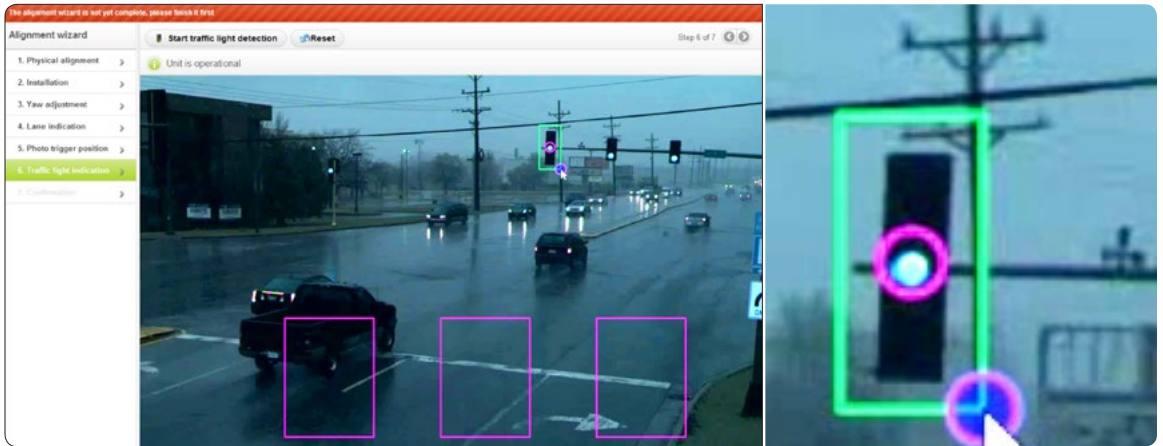 The alignment wizard is not yet complete, please finish it first
Alignment wizard
Start traffic light detection
Reset
Step 6 of 7
1. Physical alignment
Unit is operational
2. Installation
3. Yaw adjustment
4. Lane indication
5. Photo trigger position
6. Traffic light indication
7. Confirmation